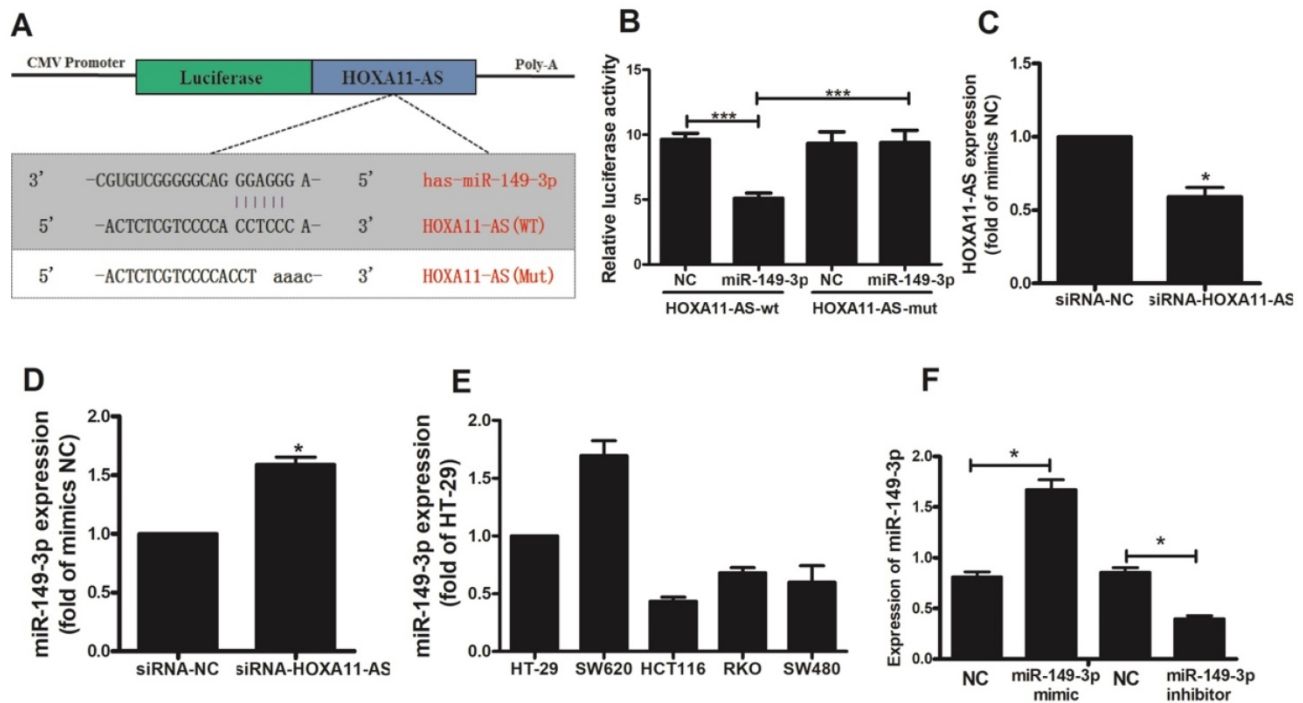 A
CMV Promoter
Luciferase
HOXA11-AS
Poly-A
3' -CGUGUCGGGGGCAG GGAGGG A- 5' has-miR-149-3p
5' -ACTCTCGTCCCCA CCTCCC A- 3' HOXA11-AS(WT)
5' -ACTCTCGTCCCCACCT aaac- 3' HOXA11-AS(Mut)
B
Relative luciferase activity
15
10
5
0
***
***
NC miR-149-3p NC miR-149-3p
HOXA11-AS-wt HOXA11-AS-mut
C
HOXA11-AS expression
(fold of mimics NC)
1.5
1.0
0.5
0.0
*
siRNA-NC siRNA-HOXA11-AS
D
miR-149-3p expression
(fold of mimics NC)
2.0
1.5
1.0
0.5
0.0
*
siRNA-NC siRNA-HOXA11-AS
E
miR-149-3p expression
(fold of HT-29)
2.0
1.5
1.0
0.5
0.0
HT-29 SW620 HCT116 RKO SW480
F
Expression of miR-149-3p
2.0
1.5
1.0
0.5
0.0
*
*
NC miR-149-3p NC miR-149-3p
mimic inhibitor